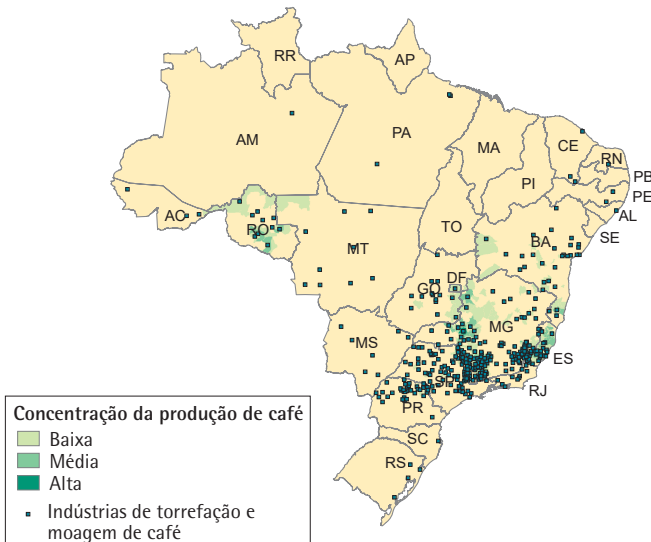 RR
AP
AM
PA
MA
CE
RN
PB
PI
PE
AL
AC
SE
TO
RO
BA
MT
DF
GO
MG
MS
ES
SP
RJ
PR
SC
RS
Concentração da produção de café
Baixa
Média
Alta
Indústrias de torrefação e
moagem de café